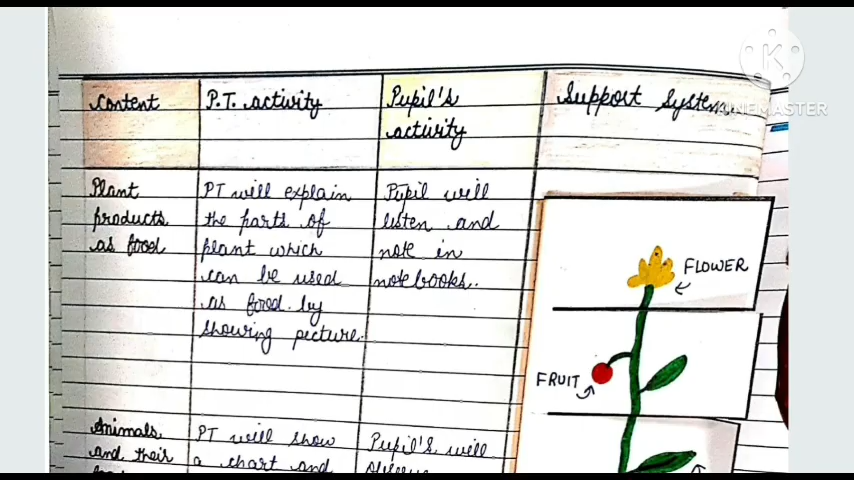 Content
P.T. activity
Pupil's
activity
Support System
KINEMASTER
Plant
products
as food
PT will explain
the parts of
plant which
can be used
as food by
showing picture.
Pupil will
listen and
note in
notebooks.
FLOWER
FRUIT
Animals
and their
PT will show
a chart and
Pupil's will